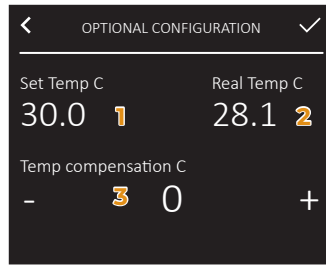 OPTIONAL CONFIGURATION
Set Temp C Real Temp C
30.0 1 28.1 2
Temp compensation C
- 3 0 +